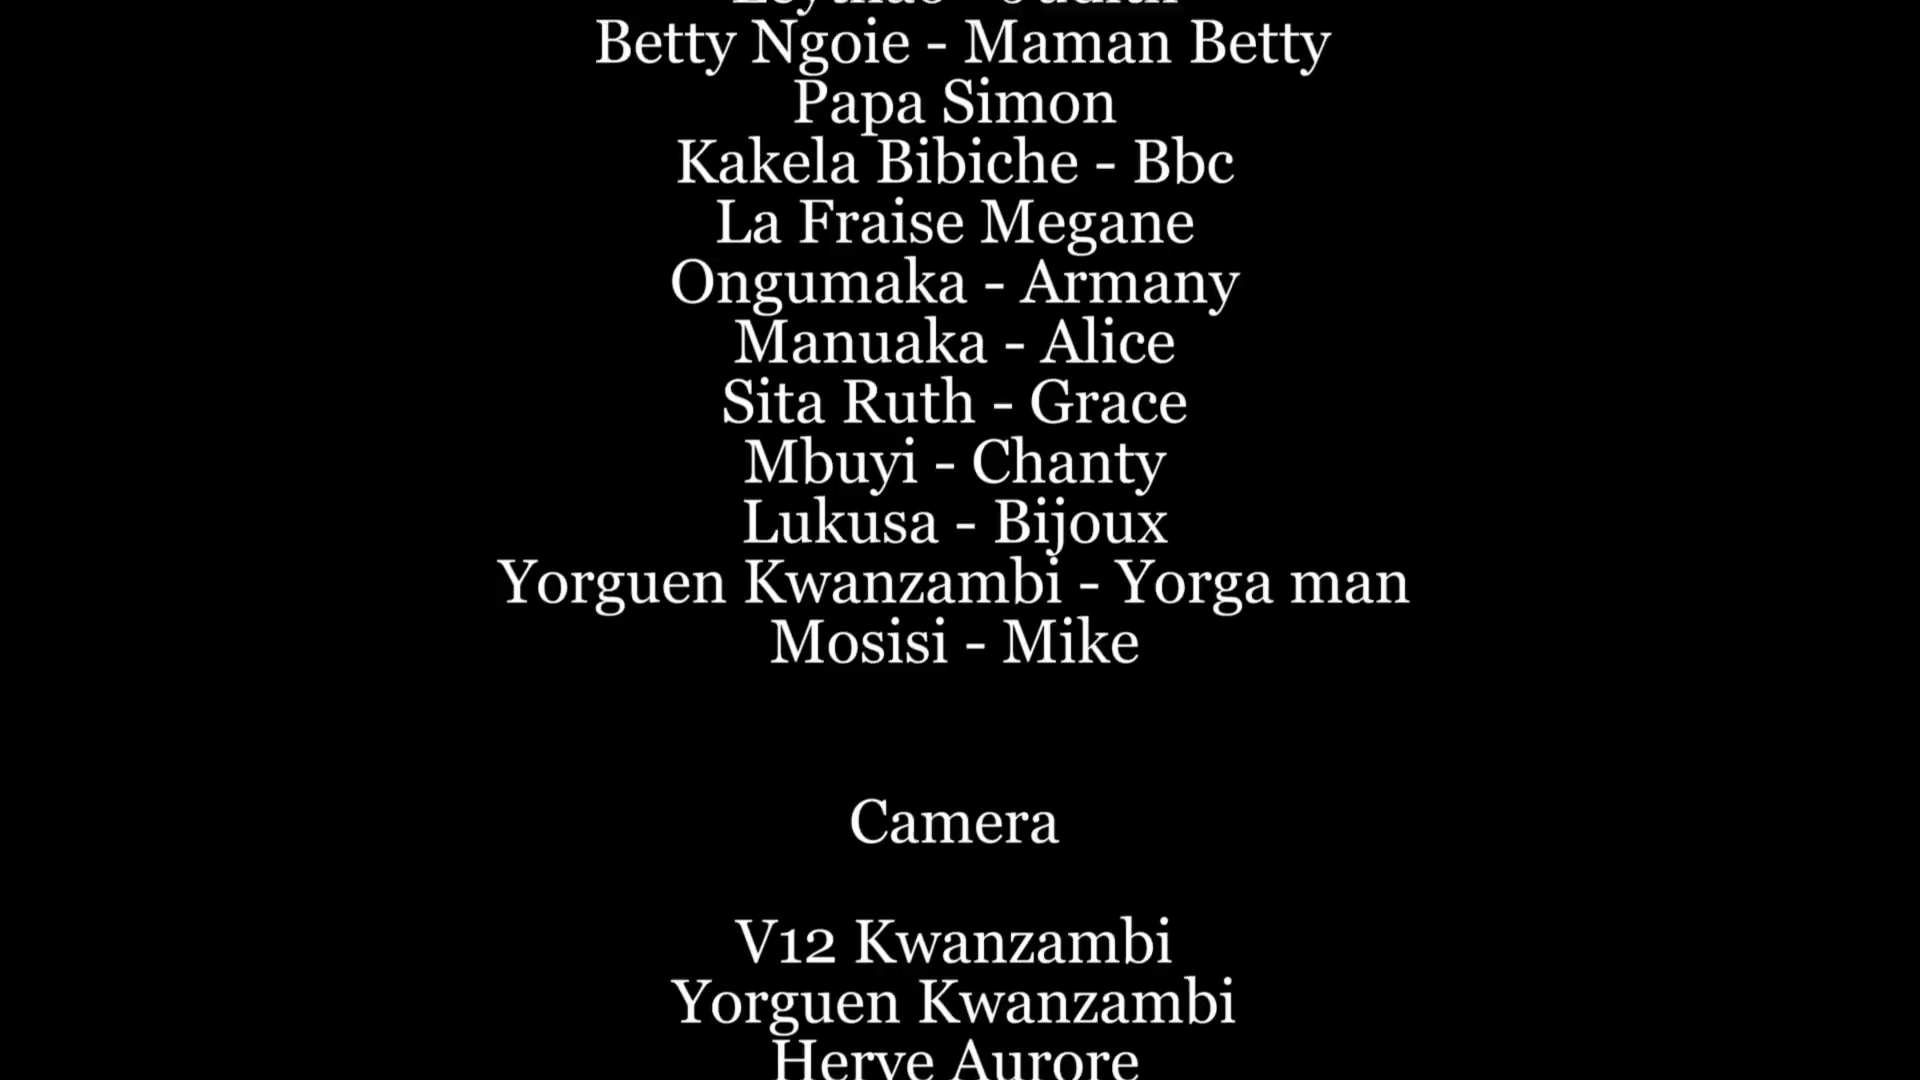 Betty Ngoie - Maman Betty
Papa Simon
Kakela Bibiche - Bbc
La Fraise Megane
Ongumaka - Armany
Manuaka - Alice
Sita Ruth - Grace
Mbuyi - Chanty
Lukusa - Bijoux
Yorguen Kwanzambi - Yorga man
Mosisi - Mike
Camera
V12 Kwanzambi
Yorguen Kwanzambi
Herve Aurore